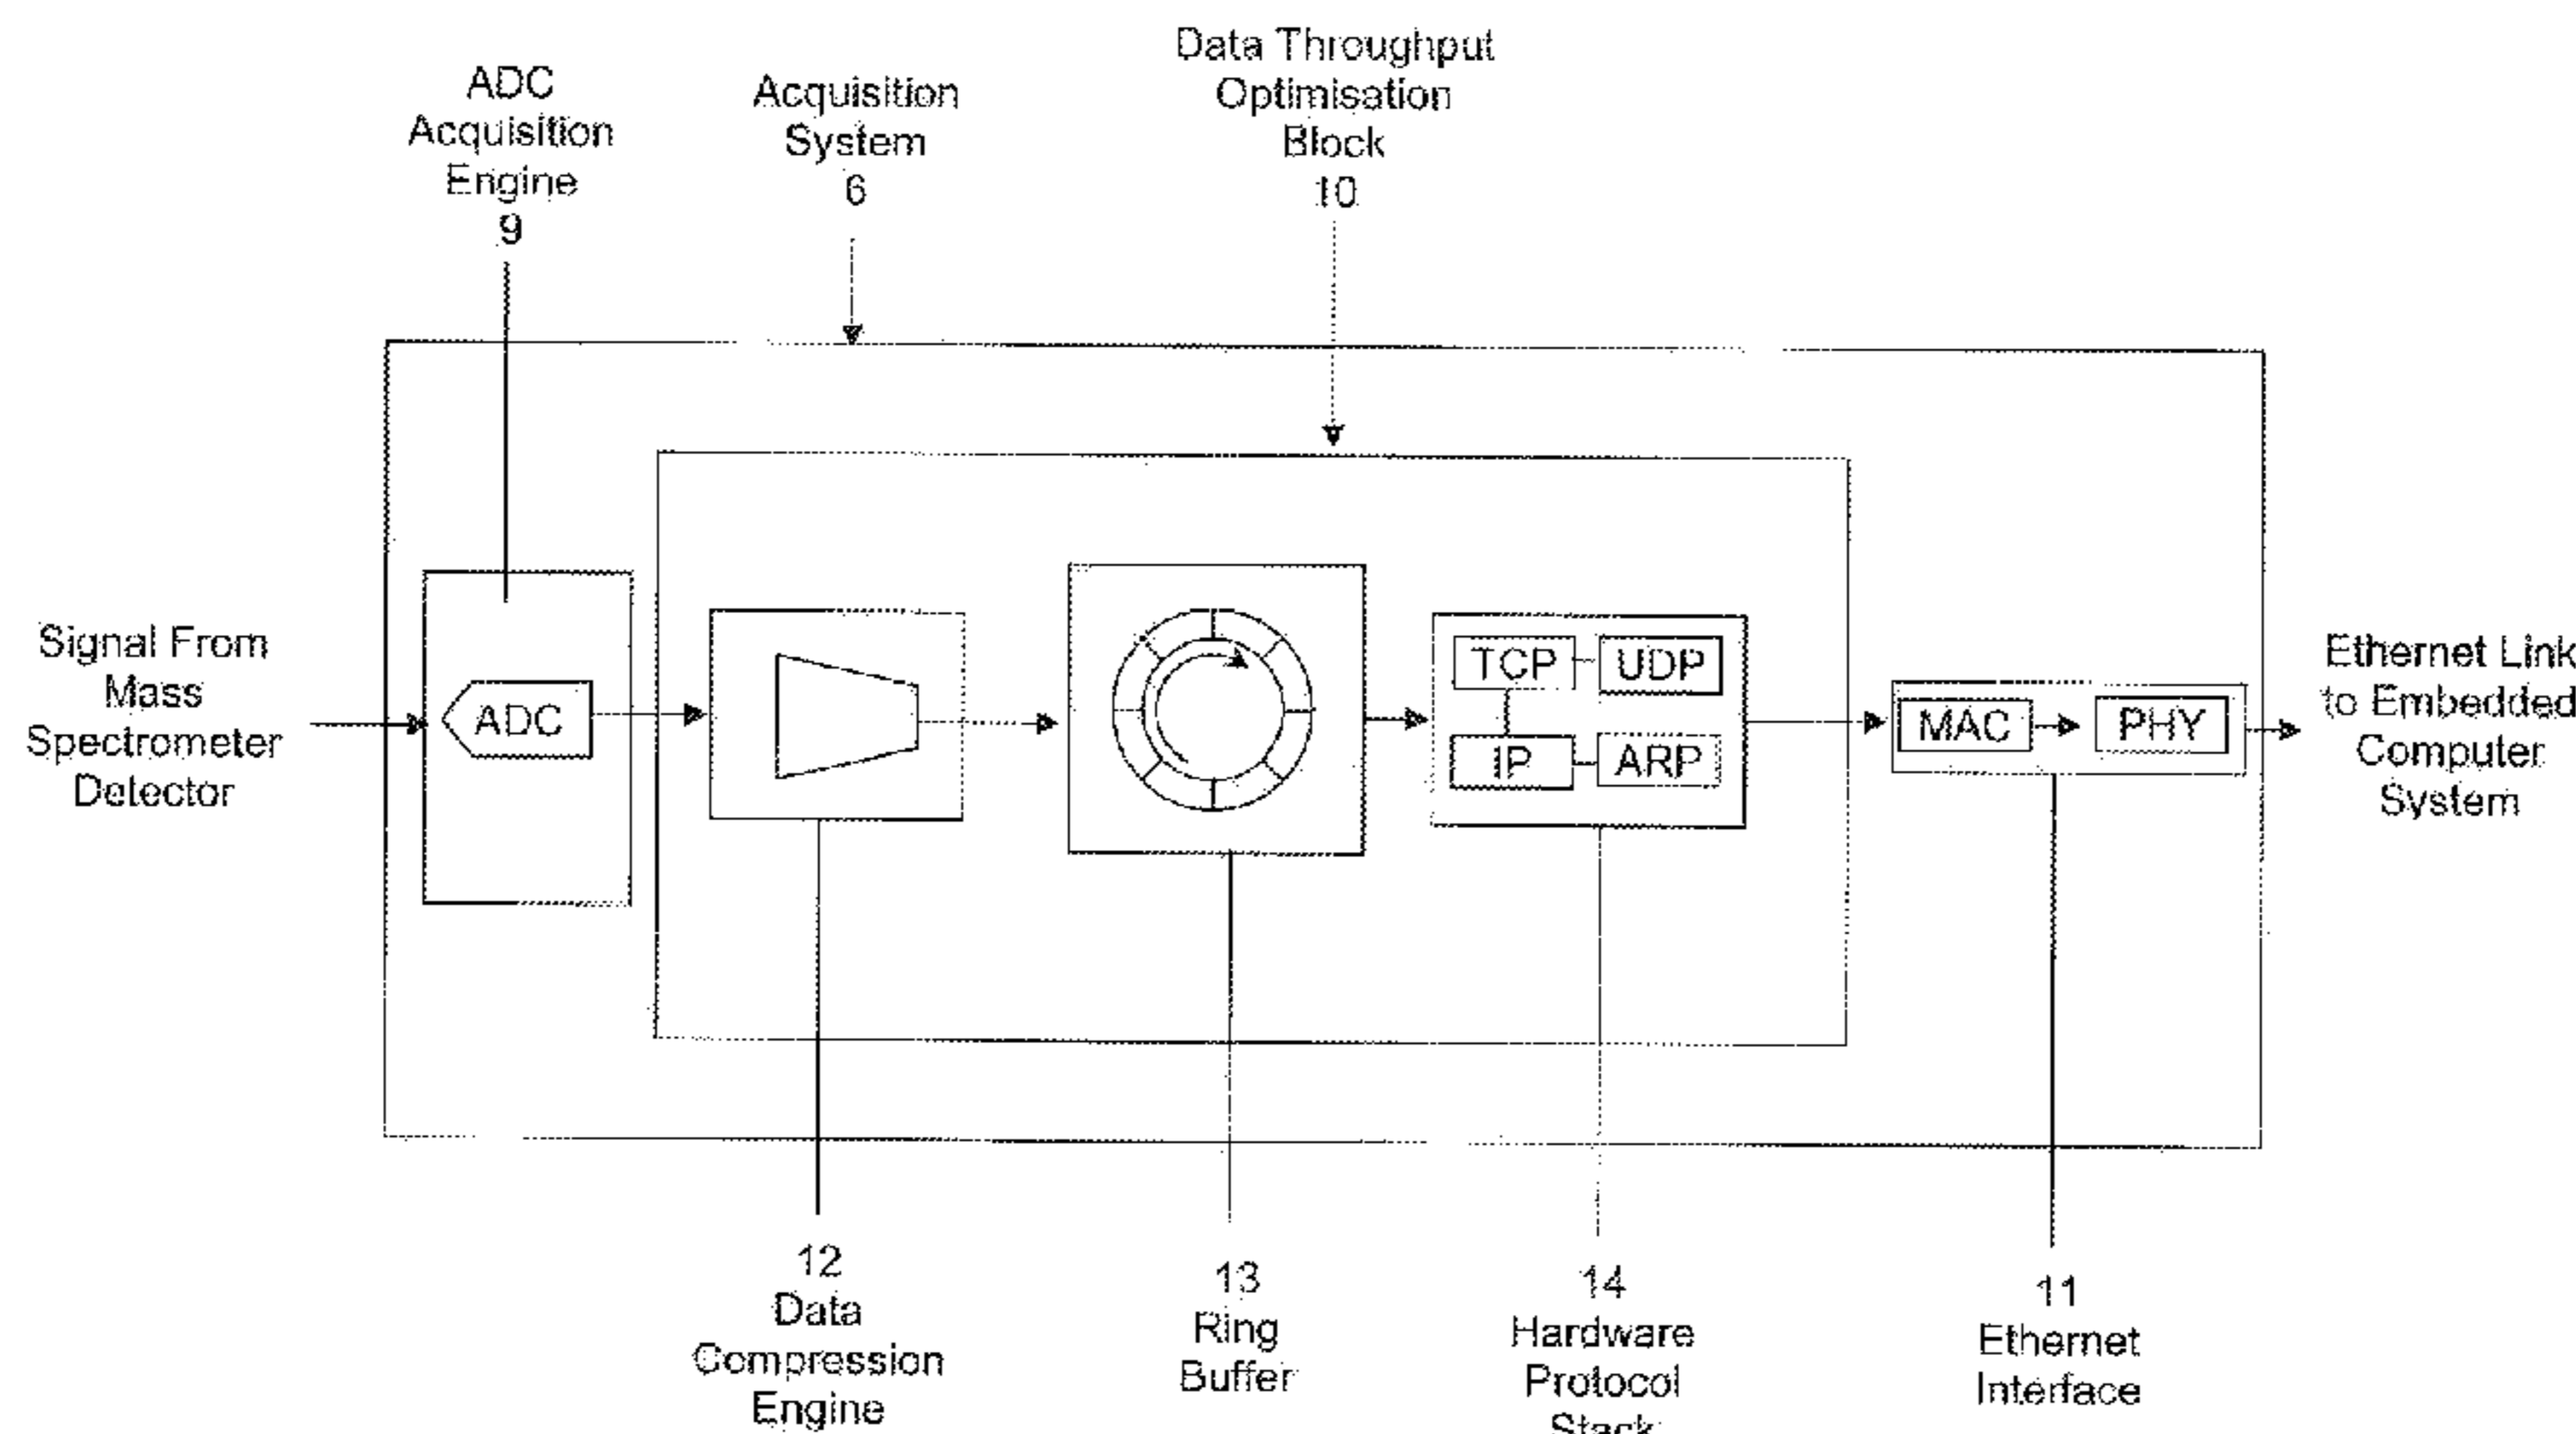 Data Throughput
Optimisation
Block
10
ADC
Acquisition
Engine
9
Acquisition
System
6
Signal From
Mass
Spectrometer
Detector
ADC
TCP
UDP
IP
ARP
MAC
PHY
Ethernet Link
to Embedded
Computer
System
12
Data
Compression
Engine
13
Ring
Buffer
14
Hardware
Protocol
Stack
11
Ethernet
Interface